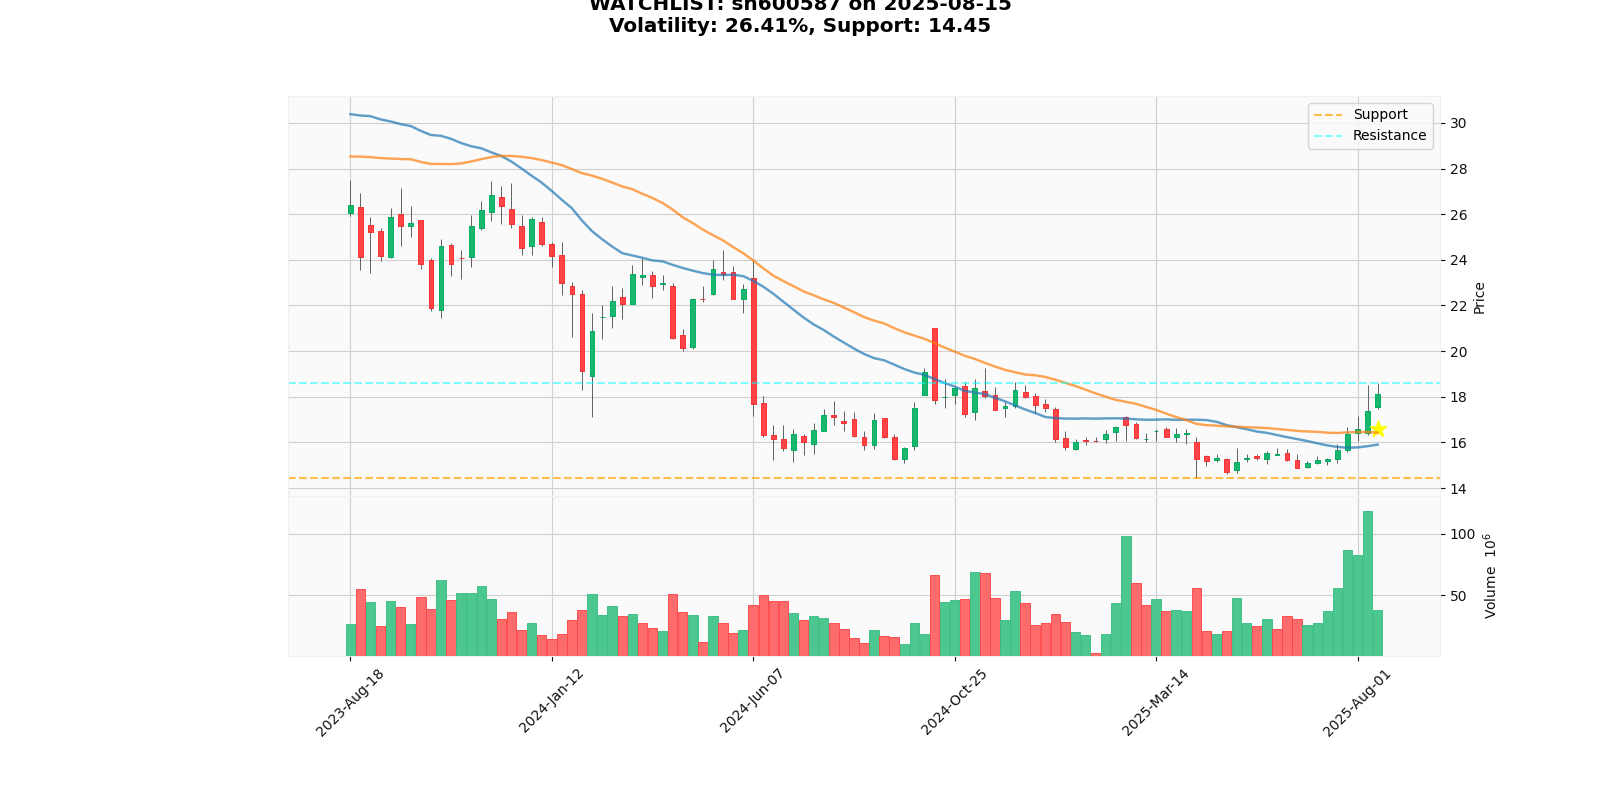 WATCHLIST: sh600587 on 2025-08-15
Volatility: 26.41%, Support: 14.45
Support
Resistance
30
28
26
24
22
20
18
16
14
Price
100
50
Volume 10^6
2023-Aug-18
2024-Jan-12
2024-Jun-07
2024-Oct-25
2025-Mar-14
2025-Aug-01